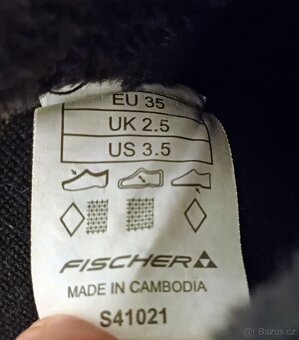 EU 35
UK 2.5
US 3.5
FISCHER
MADE IN CAMBODIA
S41021
Bazos.cz